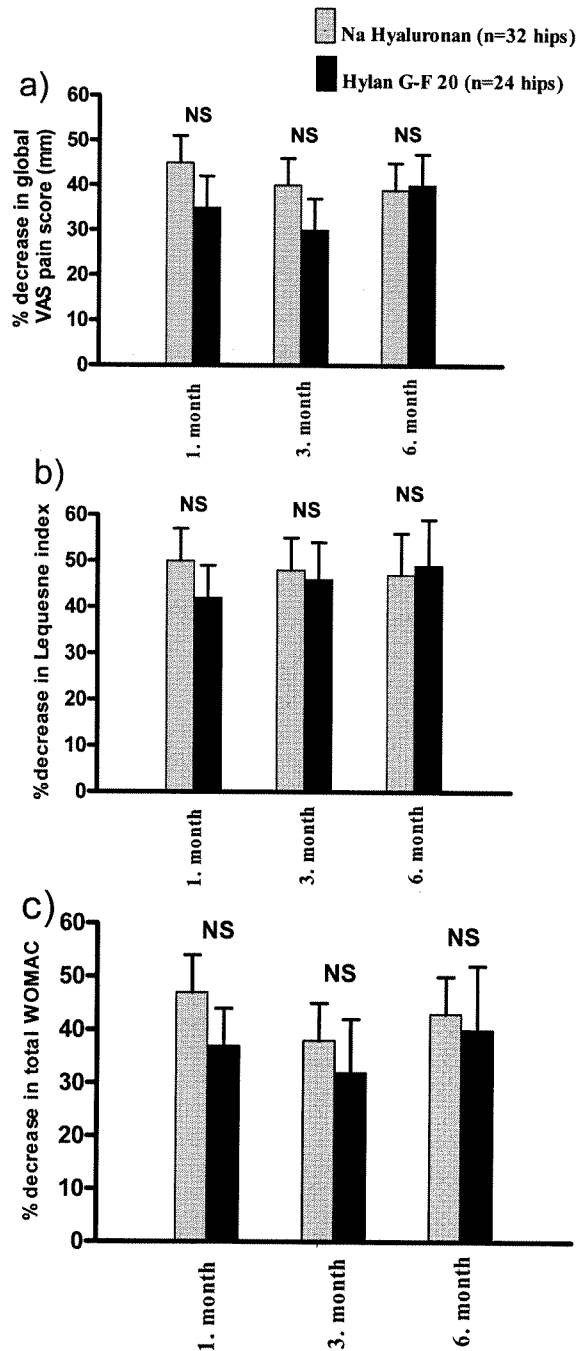 Na Hyaluronan (n=32 hips)
Hylan G-F 20 (n=24 hips)
a)
% decrease in global
VAS pain score (mm)
60
50
40
30
20
10
0
NS
NS
NS
1. month
3. month
6. month
b)
%decrease in Lequesne index
60
50
40
30
20
10
0
NS
NS
NS
1. month
3. month
6. month
c)
% decrease in total WOMAC
60
50
40
30
20
10
0
NS
NS
NS
1. month
3. month
6. month